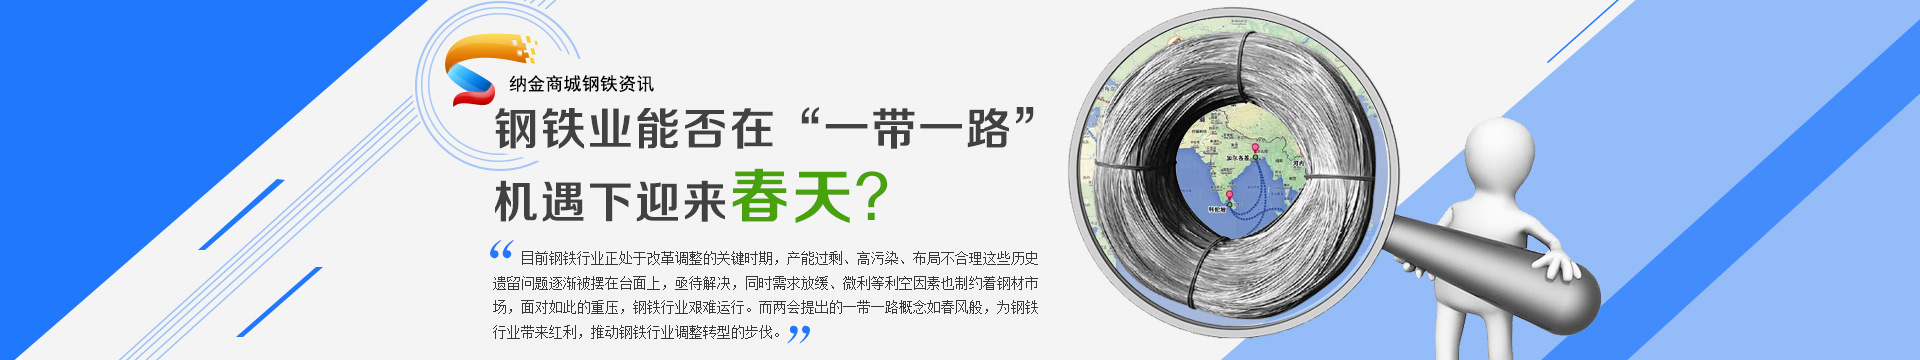 纳金商城钢铁资讯
钢铁业能否在“一带一路”
机遇下迎来春天?
“目前钢铁行业正处于改革调整的关键时期，产能过剩、高污染、布局不合理这些历史
遗留问题逐渐被摆在台面上，亟待解决，同时需求放缓、微利等利空因素也制约着钢材市
场，面对如此的重压，钢铁行业艰难运行。而两会提出的一带一路概念如春风般，为钢铁
行业带来红利，推动钢铁行业调整转型的步伐。”
加尔各答
河内
科伦坡